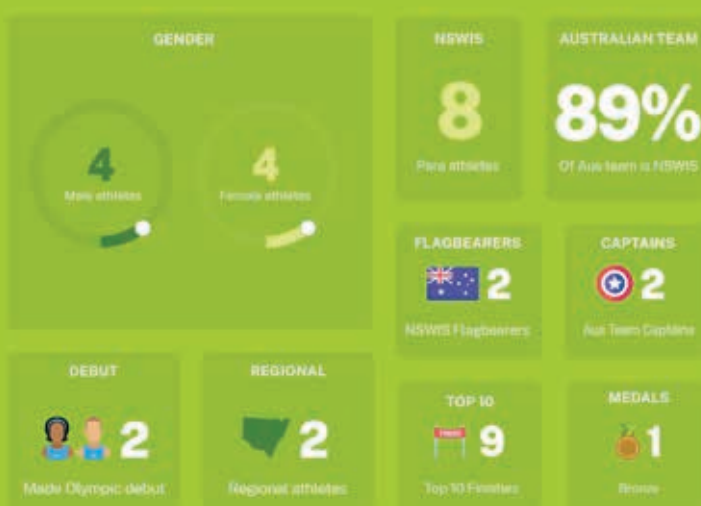 GENDER
4
Male athletes
4
Female athletes
NSWIS
8
Para athletes
AUSTRALIAN TEAM
89%
Of Aus team is NSWIS
FLAGBEARERS
2
NSWIS Flagbearers
CAPTAINS
2
Aus Team Captains
DEBUT
2
Made Olympic debut
REGIONAL
2
Regional athletes
TOP 10
9
Top 10 Finishes
MEDALS
1
Bronze